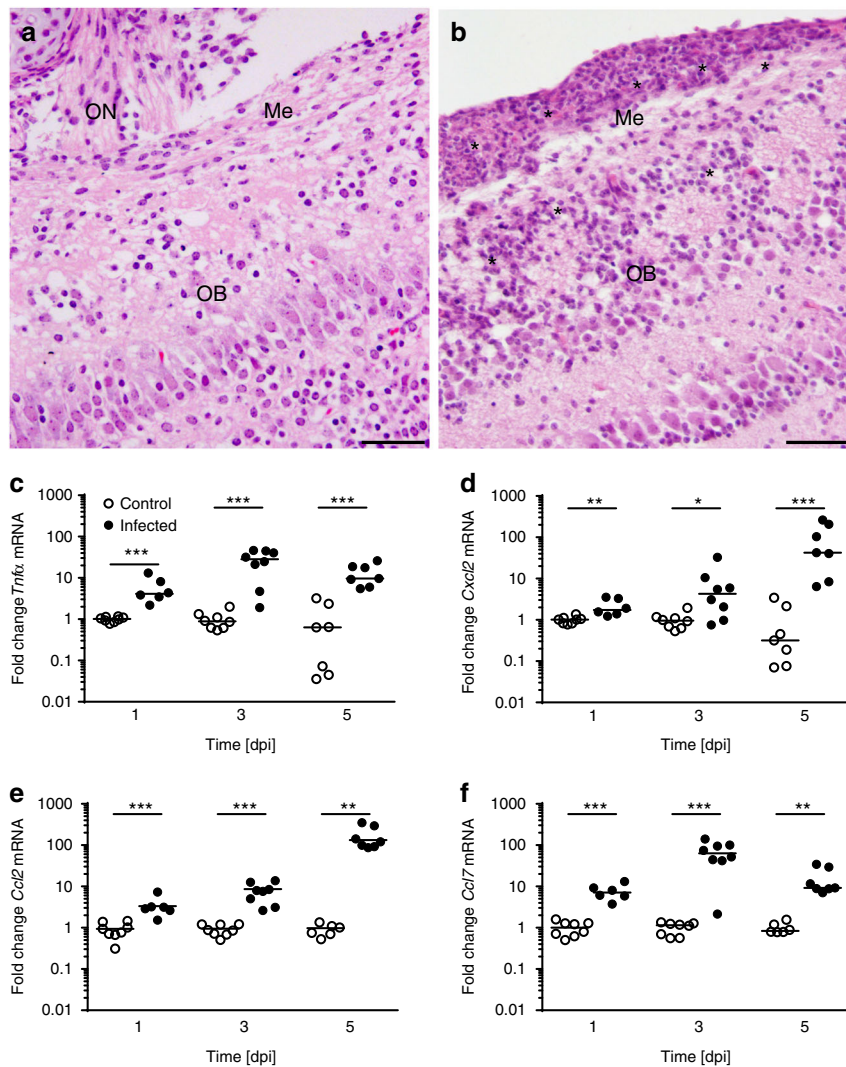 a
ON
Me
OB
b
* * * * *
Me
* * *
OB
c
Fold change Tnfα mRNA
1000
100
10
1
0.1
0.01
Control
Infected
***
***
***
1 3 5
Time [dpi]
d
Fold change Cxcl2 mRNA
1000
100
10
1
0.1
0.01
**
*
***
1 3 5
Time [dpi]
e
Fold change Ccl2 mRNA
1000
100
10
1
0.1
0.01
***
***
**
1 3 5
Time [dpi]
f
Fold change Ccl7 mRNA
1000
100
10
1
0.1
0.01
***
***
**
1 3 5
Time [dpi]